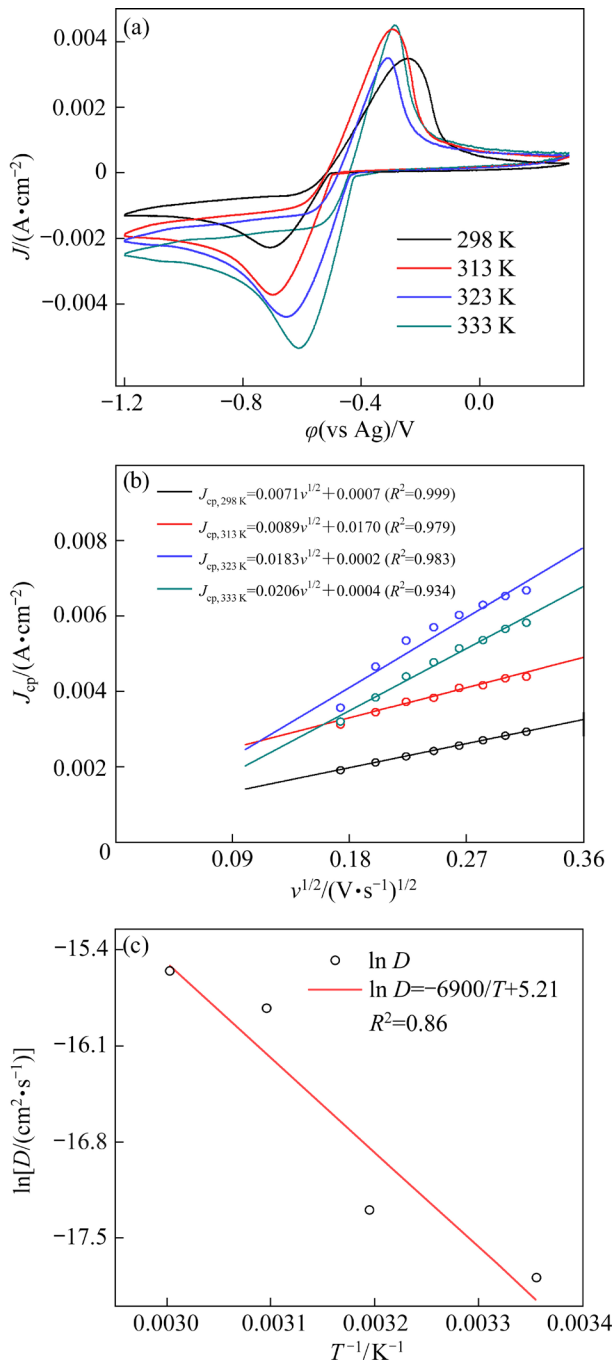 (a)
0.004
0.002
0
−0.002
−0.004
J/(A•cm⁻²)
298 K
313 K
323 K
333 K
−1.2
−0.8
−0.4
0.0
φ(vs Ag)/V
(b)
J_cp,298 K=0.0071v^1/2+0.0007 (R²=0.999)
J_cp,313 K=0.0089v^1/2+0.0170 (R²=0.979)
J_cp,323 K=0.0183v^1/2+0.0002 (R²=0.983)
J_cp,333 K=0.0206v^1/2+0.0004 (R²=0.934)
0.008
0.006
0.004
0.002
0
J_cp/(A•cm⁻²)
0.09
0.18
0.27
0.36
v^1/2/(V•s⁻¹)^1/2
(c)
−15.4
−16.1
−16.8
−17.5
ln[D/(cm²•s⁻¹)]
ln D
ln D=−6900/T+5.21
R²=0.86
0.0030
0.0031
0.0032
0.0033
0.0034
T⁻¹/K⁻¹